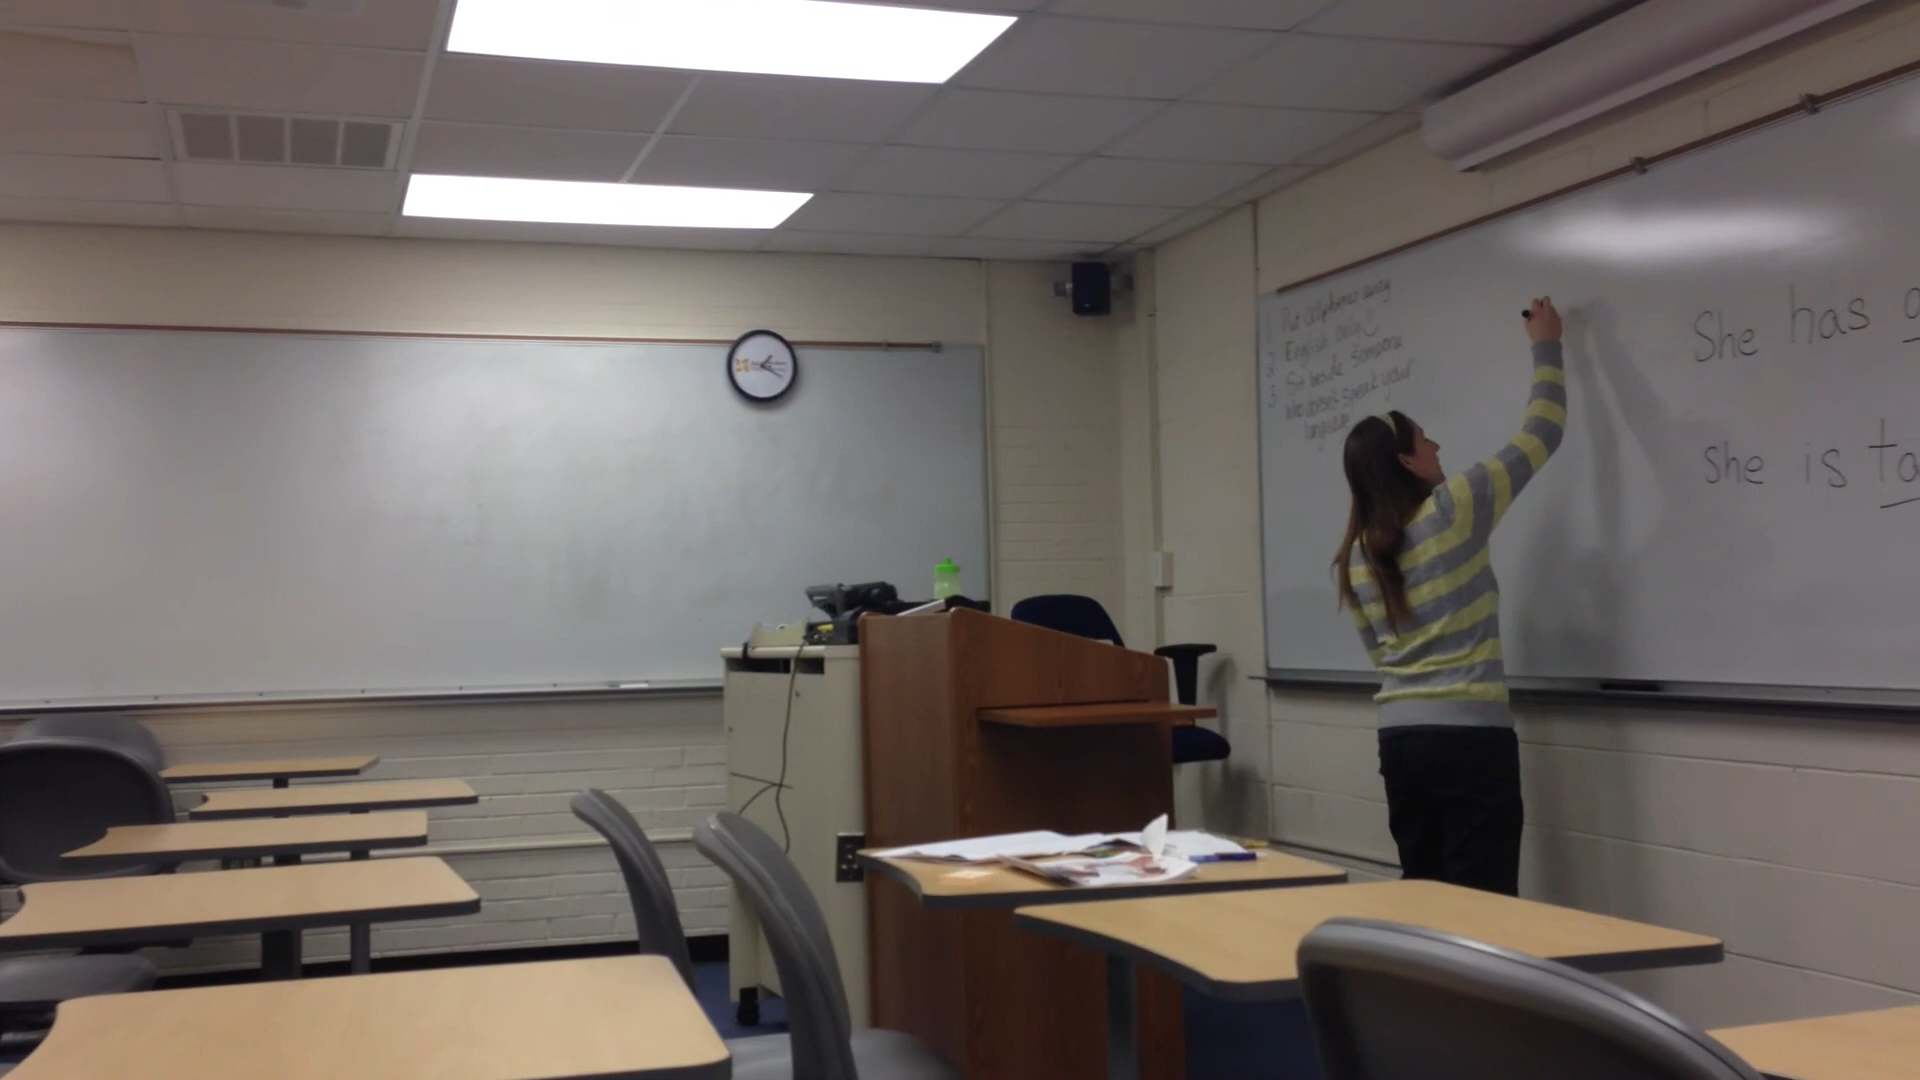 1 Put cellphones away
2 English Only
3 Sit beside someone
who doesn't speak your
language
She has
She is